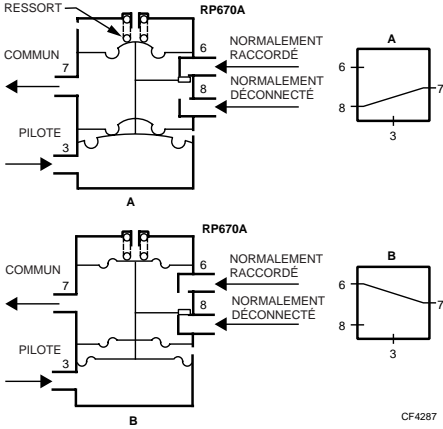 RESSORT
RP670A
COMMUN
7
6
NORMALEMENT
RACCORDÉ
8
NORMALEMENT
DÉCONNECTÉ
PILOTE
3
A
A
6
7
8
3
RP670A
COMMUN
7
6
NORMALEMENT
RACCORDÉ
8
NORMALEMENT
DÉCONNECTÉ
PILOTE
3
B
B
6
7
8
3
CF4287